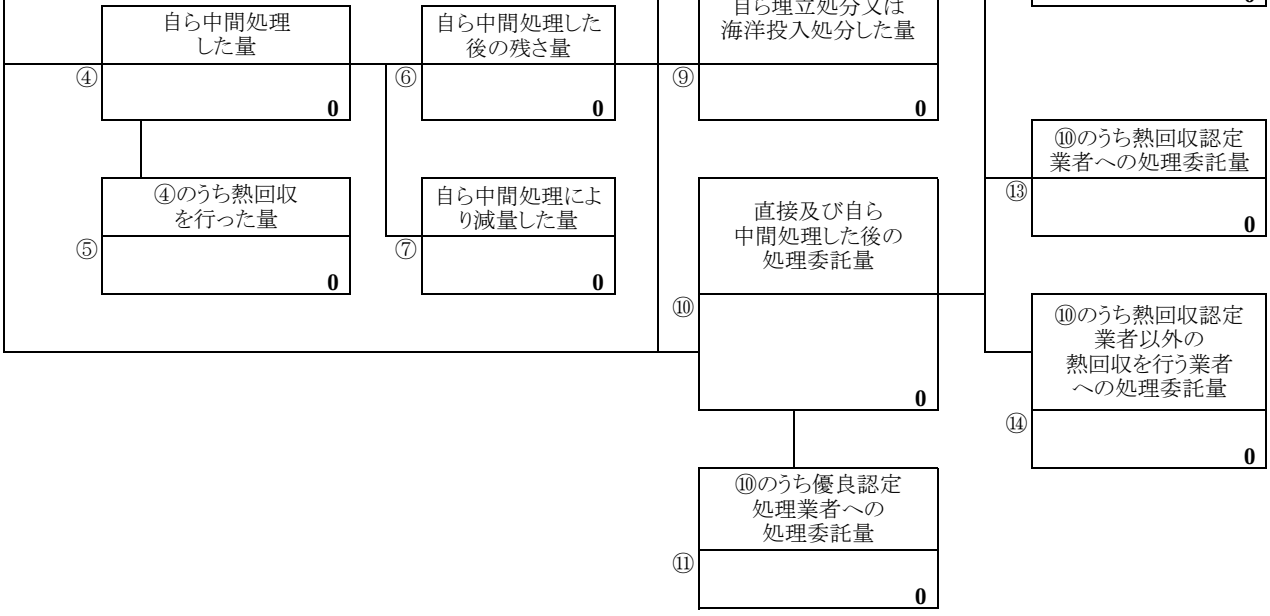 自ら中間処理
した量
④
0
自ら中間処理した
後の残さ量
⑥
0
自ら埋立処分又は
海洋投入処分した量
⑨
0
⑩のうち熱回収認定
業者への処理委託量
⑬
0
④のうち熱回収
を行った量
⑤
0
自ら中間処理によ
り減量した量
⑦
0
直接及び自ら
中間処理した後の
処理委託量
⑩
0
⑩のうち熱回収認定
業者以外の
熱回収を行う業者
への処理委託量
⑭
0
⑩のうち優良認定
処理業者への
処理委託量
⑪
0